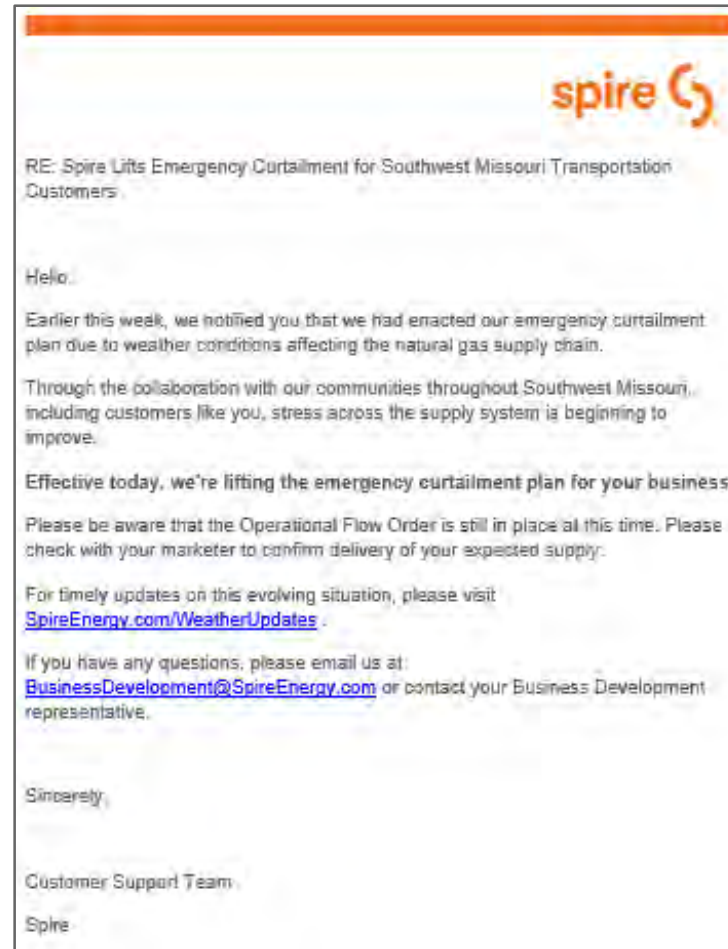 spire
RE: Spire Lifts Emergency Curtailment for Southwest Missouri Transportation
Customers
Hello,
Earlier this week, we notified you that we had enacted our emergency curtailment
plan due to weather conditions affecting the natural gas supply chain.
Through the collaboration with our communities throughout Southwest Missouri,
including customers like you, stress across the supply system is beginning to
improve.
Effective today, we're lifting the emergency curtailment plan for your business
Please be aware that the Operational Flow Order is still in place at this time. Please
check with your marketer to confirm delivery of your expected supply.
For timely updates on this evolving situation, please visit
SpireEnergy.com/WeatherUpdates .
If you have any questions, please email us at
BusinessDevelopment@SpireEnergy.com or contact your Business Development
representative.
Sincerely,
Customer Support Team
Spire